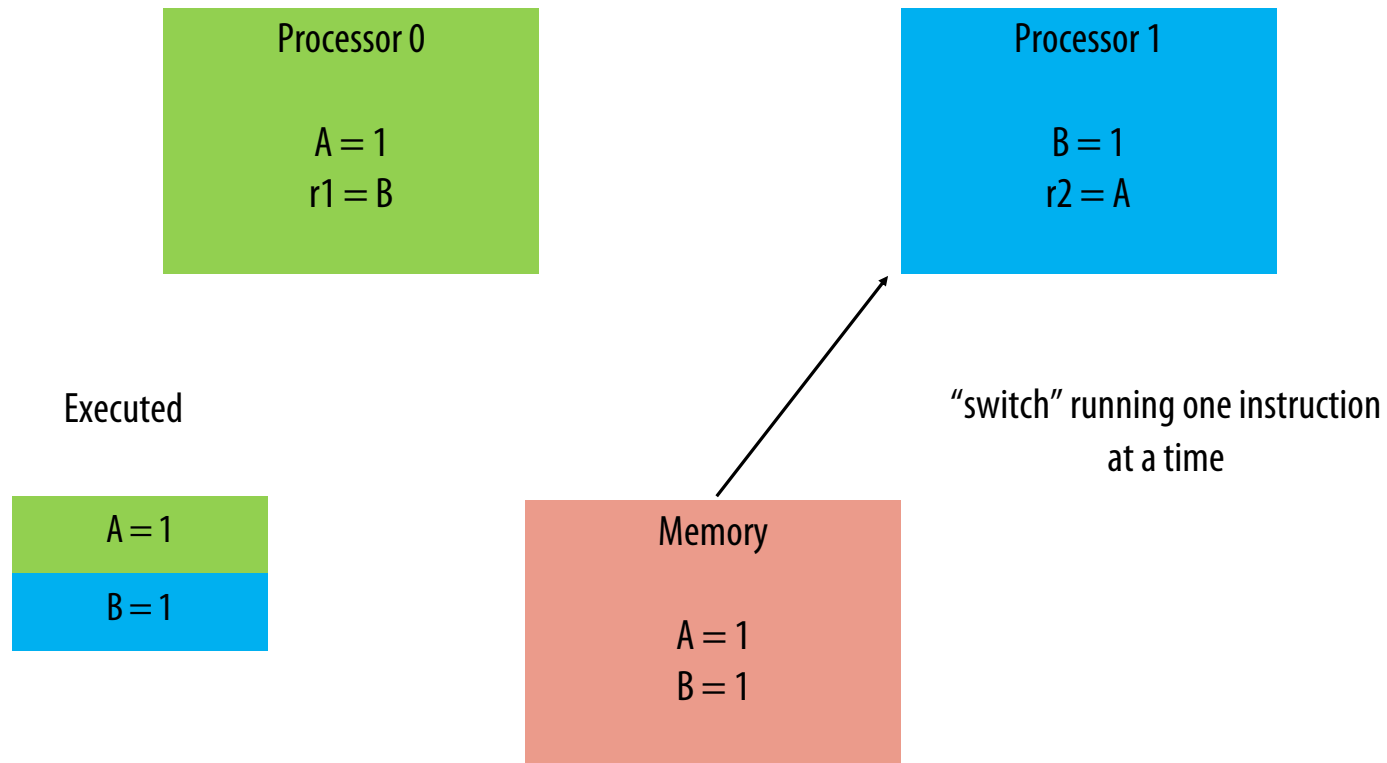 Processor 0
A = 1
r1 = B
Processor 1
B = 1
r2 = A
Executed
A = 1
B = 1
“switch” running one instruction
at a time
Memory
A = 1
B = 1